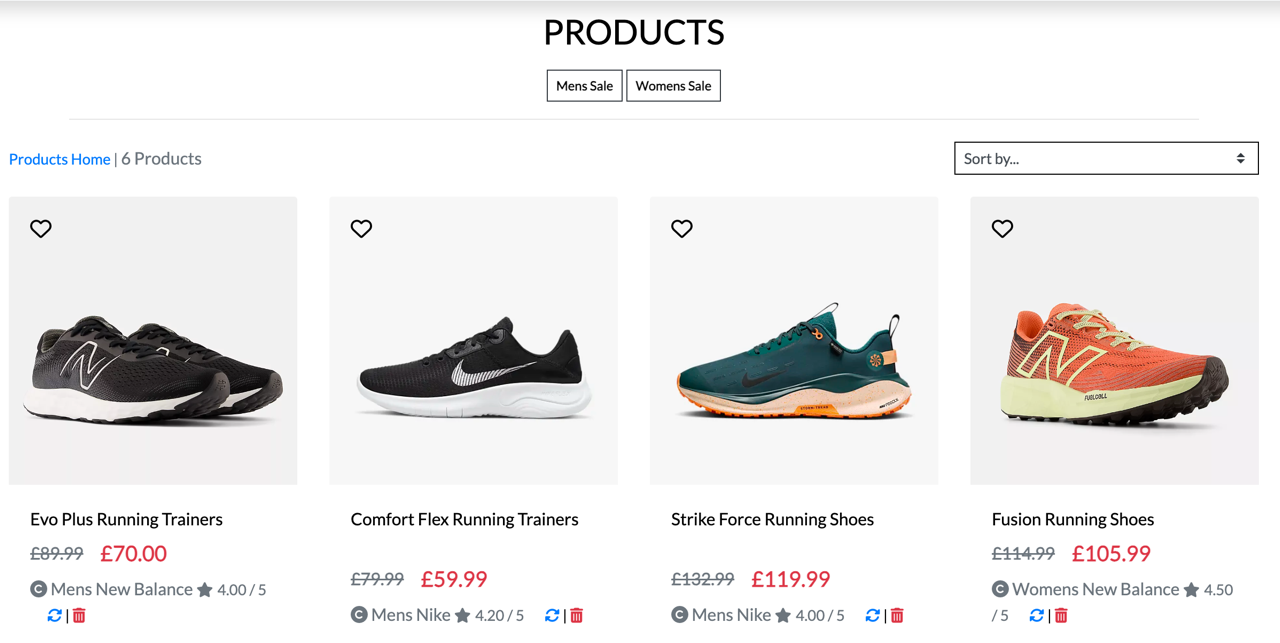 PRODUCTS
Mens Sale Womens Sale
Products Home | 6 Products
Sort by...
FUELCELL
Evo Plus Running Trainers
£89.99 £70.00
Mens New Balance 4.00 / 5
|
Comfort Flex Running Trainers
£79.99 £59.99
Mens Nike 4.20 / 5 |
Strike Force Running Shoes
£132.99 £119.99
Mens Nike 4.00 / 5 |
Fusion Running Shoes
£114.99 £105.99
Womens New Balance 4.50
/ 5 |